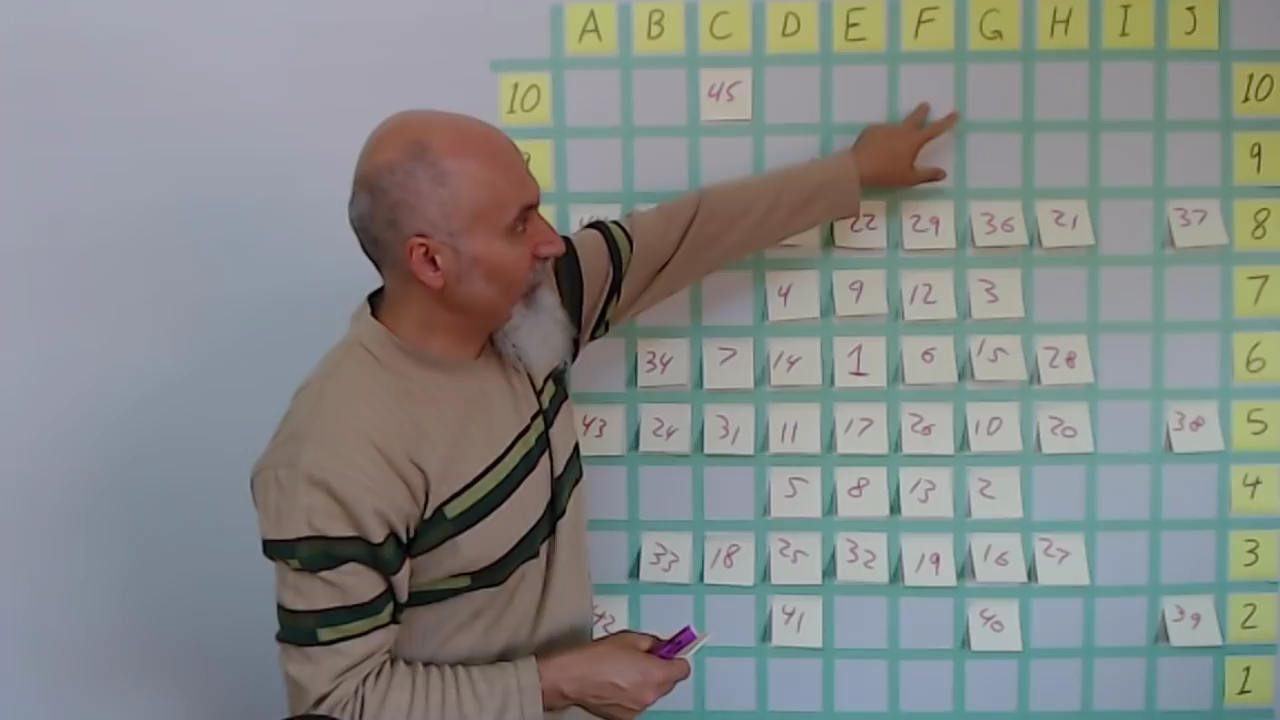 A B C D E F G H I J
10 45 10
9
22 29 36 21 37 8
4 9 12 3 7
34 7 14 1 6 15 28 6
43 24 31 11 17 26 10 20 38 5
5 8 13 2 4
33 18 25 32 19 16 27 3
42 41 40 39 2
1